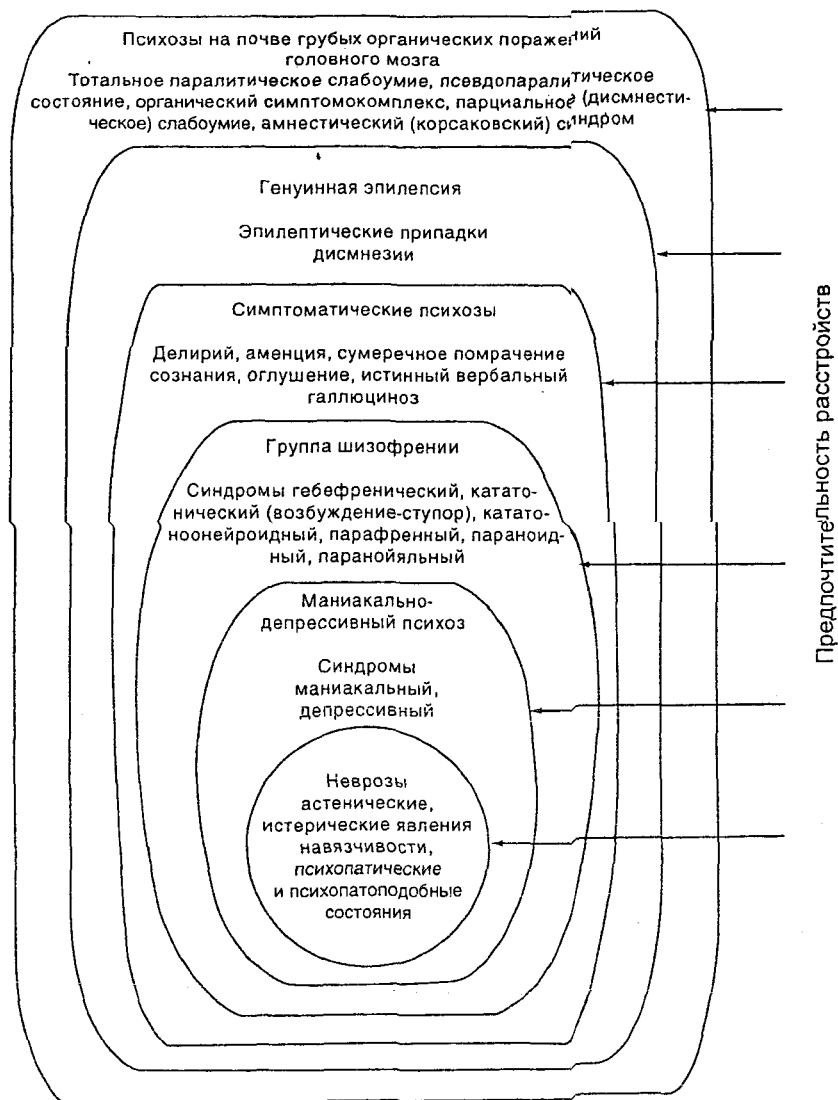 Психозы на почве грубых органических поражений
головного мозга
Тотальное паралитическое слабоумие, псевдопаралитическое
состояние, органический симптомокомплекс, парциальное (дисмнести-
ческое) слабоумие, амнестический (корсаковский) синдром
Генуинная эпилепсия
Эпилептические припадки
дисмнезии
Симптоматические психозы
Делирий, аменция, сумеречное помрачение
сознания, оглушение, истинный вербальный
галлюциноз
Группа шизофрении
Синдромы гебефренический, катато-
нический (возбуждение-ступор), катато-
ноонейроидный, парафренный, параноид-
ный, паранойяльный
Маниакально-
депрессивный психоз
Синдромы
маниакальный,
депрессивный
Неврозы
астенические,
истерические явления
навязчивости,
психопатические
и психопатоподобные
состояния
Предпочтительность расстройств